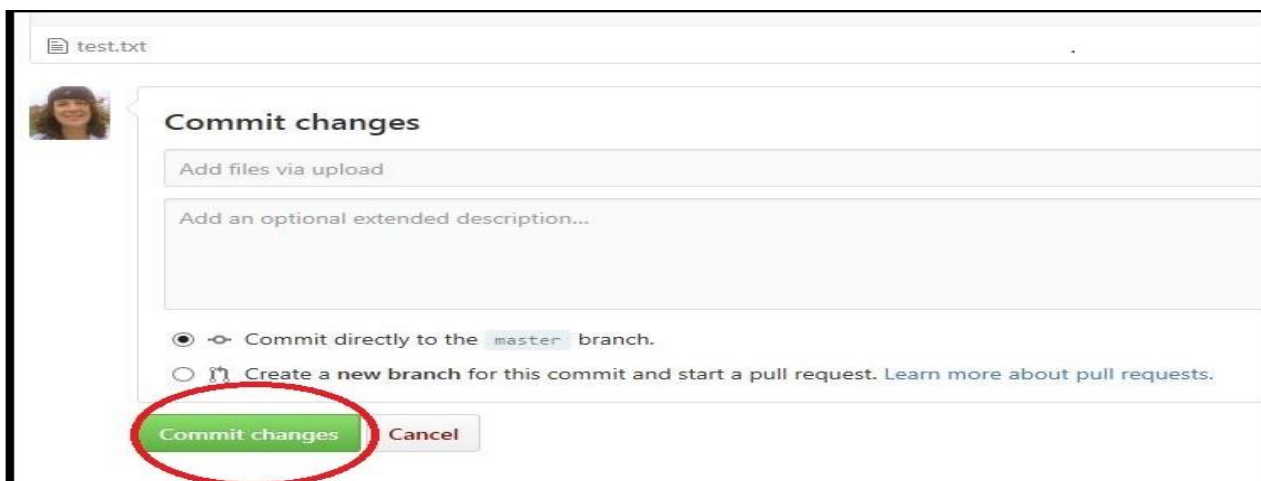 test.txt
Commit changes
Add files via upload
Add an optional extended description...
Commit directly to the master branch.
Create a new branch for this commit and start a pull request. Learn more about pull requests.
Commit changes Cancel